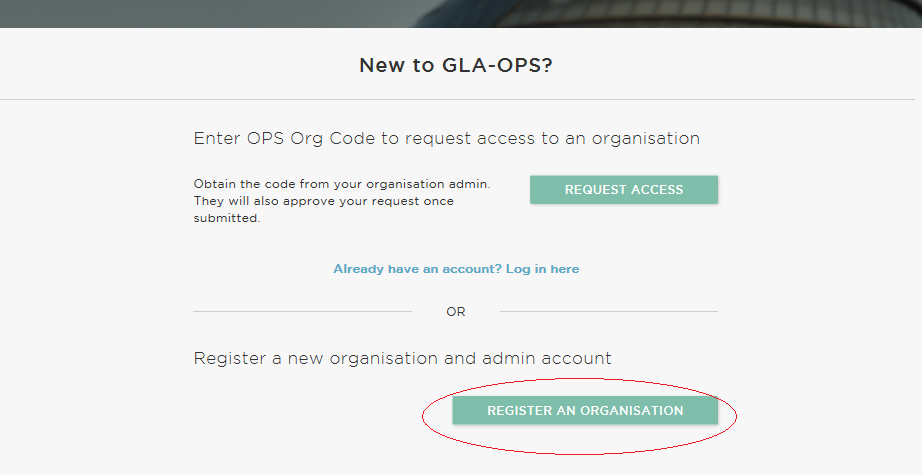 New to GLA-OPS?
Enter OPS Org Code to request access to an organisation
Obtain the code from your organisation admin.
They will also approve your request once
submitted.
REQUEST ACCESS
Already have an account? Log in here
OR
Register a new organisation and admin account
REGISTER AN ORGANISATION